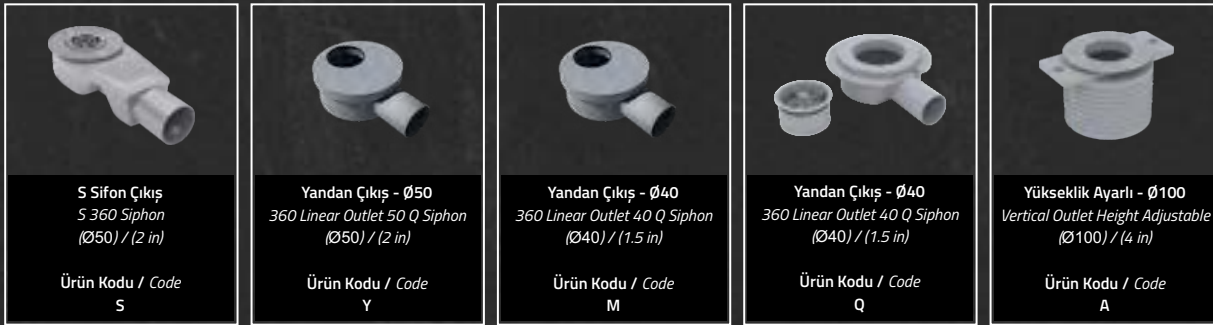 S Sifon Çıkış
S 360 Siphon
(Ø50) / (2 in)
Ürün Kodu / Code
S
Yandan Çıkış - Ø50
360 Linear Outlet 50 Q Siphon
(Ø50) / (2 in)
Ürün Kodu / Code
Y
Yandan Çıkış - Ø40
360 Linear Outlet 40 Q Siphon
(Ø40) / (1.5 in)
Ürün Kodu / Code
M
Yandan Çıkış - Ø40
360 Linear Outlet 40 Q Siphon
(Ø40) / (1.5 in)
Ürün Kodu / Code
Q
Yükseklik Ayarlı - Ø100
Vertical Outlet Height Adjustable
(Ø100) / (4 in)
Ürün Kodu / Code
A